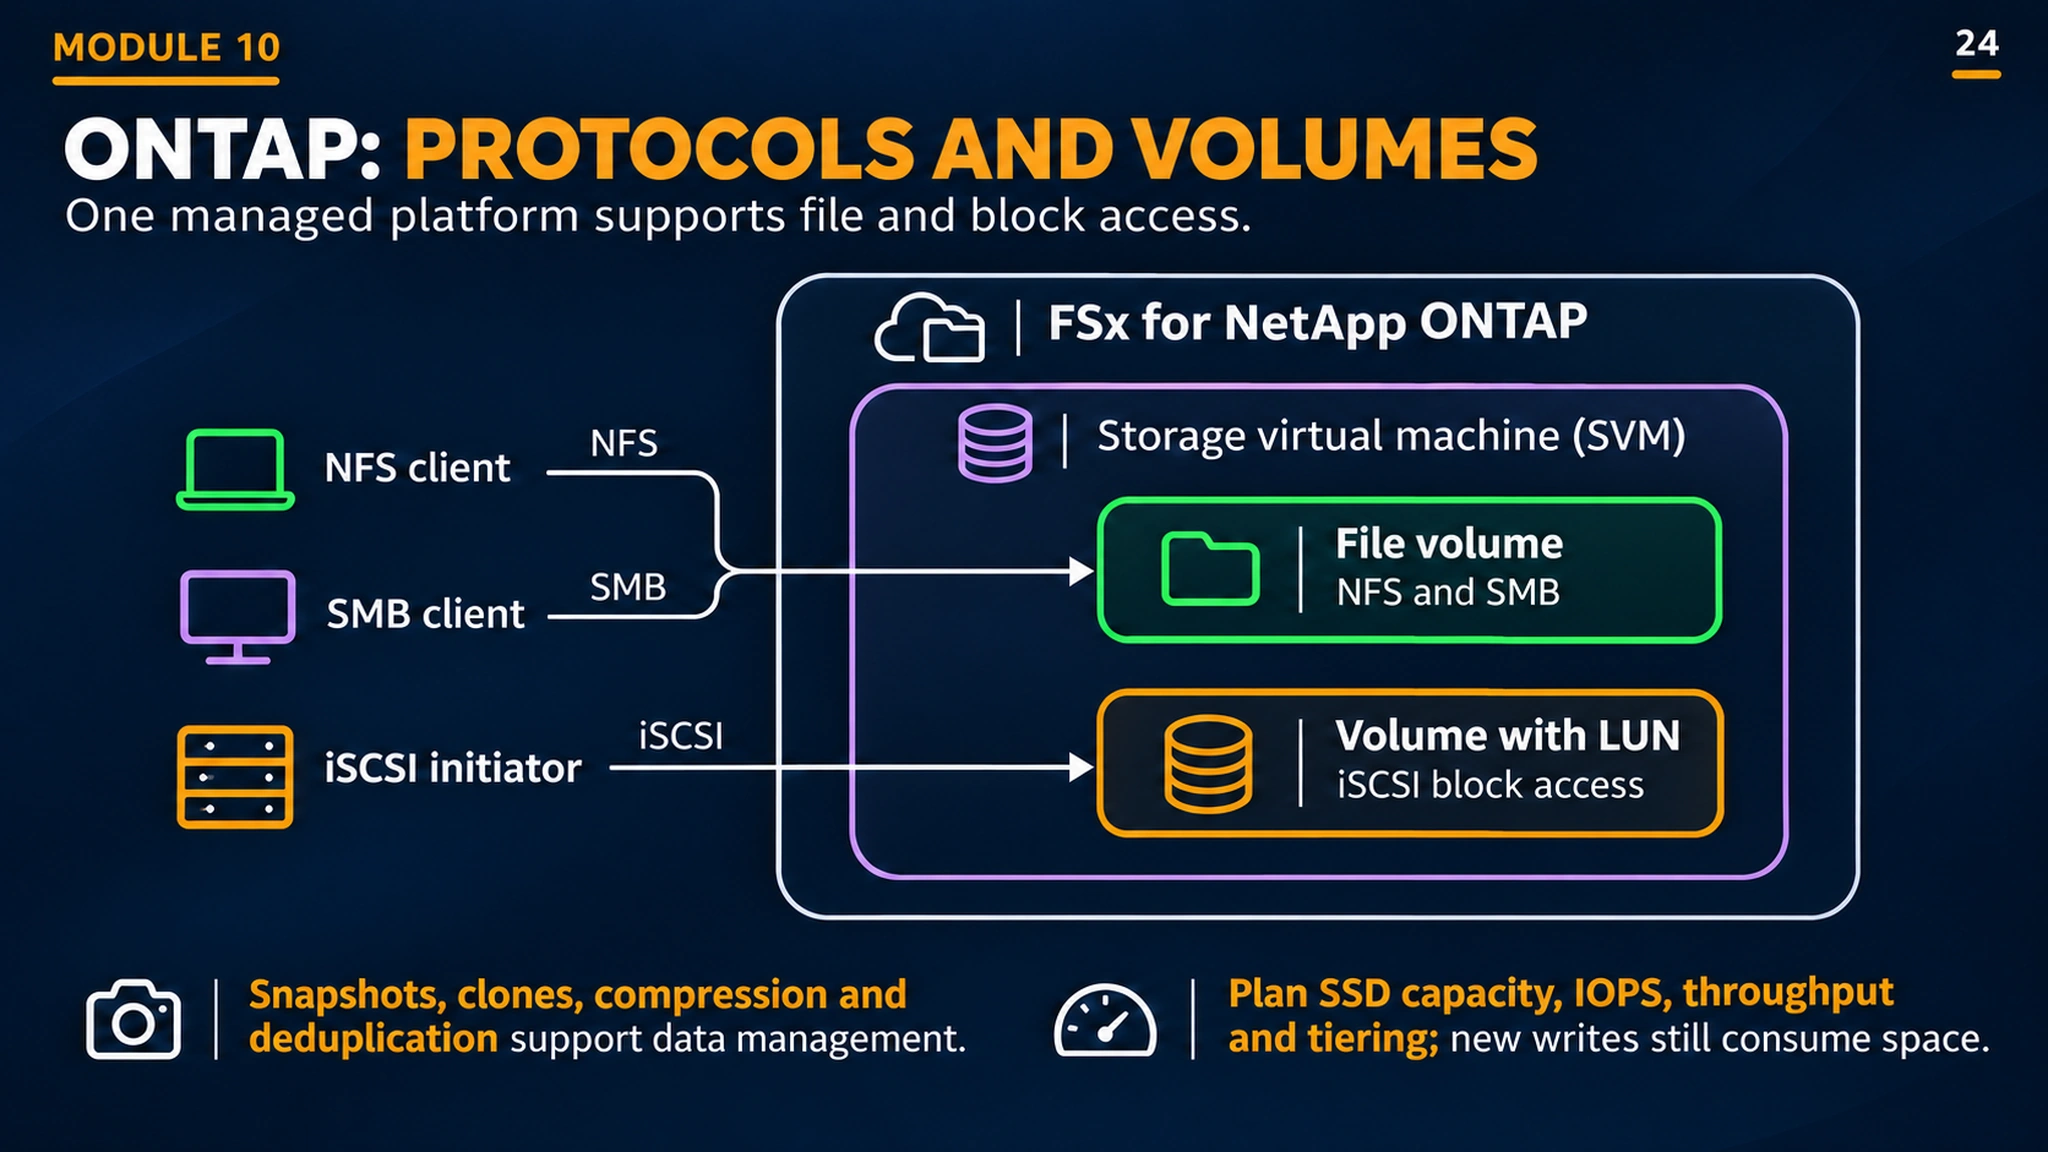 MODULE 10
24
ONTAP: PROTOCOLS AND VOLUMES
One managed platform supports file and block access.
FSx for NetApp ONTAP
Storage virtual machine (SVM)
NFS client
NFS
SMB client
SMB
File volume
NFS and SMB
iSCSI initiator
iSCSI
Volume with LUN
iSCSI block access
Snapshots, clones, compression and
deduplication support data management.
Plan SSD capacity, IOPS, throughput
and tiering; new writes still consume space.